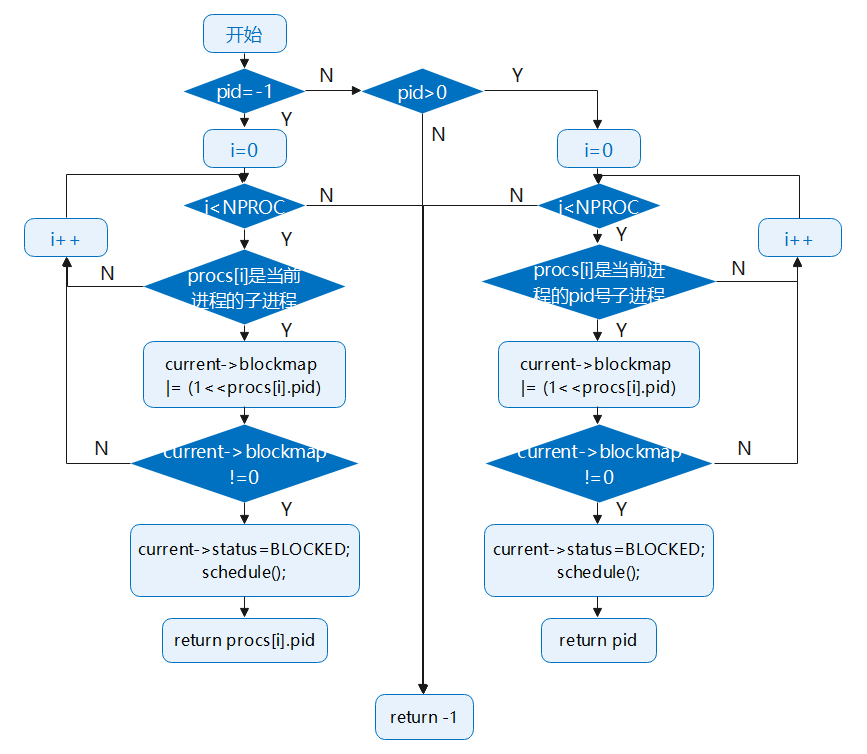 开始
pid=-1
N
pid>0
Y
Y
N
i=0
i=0
i<NPROC
N
N
i<NPROC
i++
Y
Y
i++
procs[i]是当前
进程的子进程
N
procs[i]是当前进
程的pid号子进程
N
Y
Y
current->blockmap
|= (1<<procs[i].pid)
current->blockmap
|= (1<<procs[i].pid)
current->blockmap
!=0
N
current->blockmap
!=0
N
Y
Y
current->status=BLOCKED;
schedule();
current->status=BLOCKED;
schedule();
return procs[i].pid
return pid
return -1